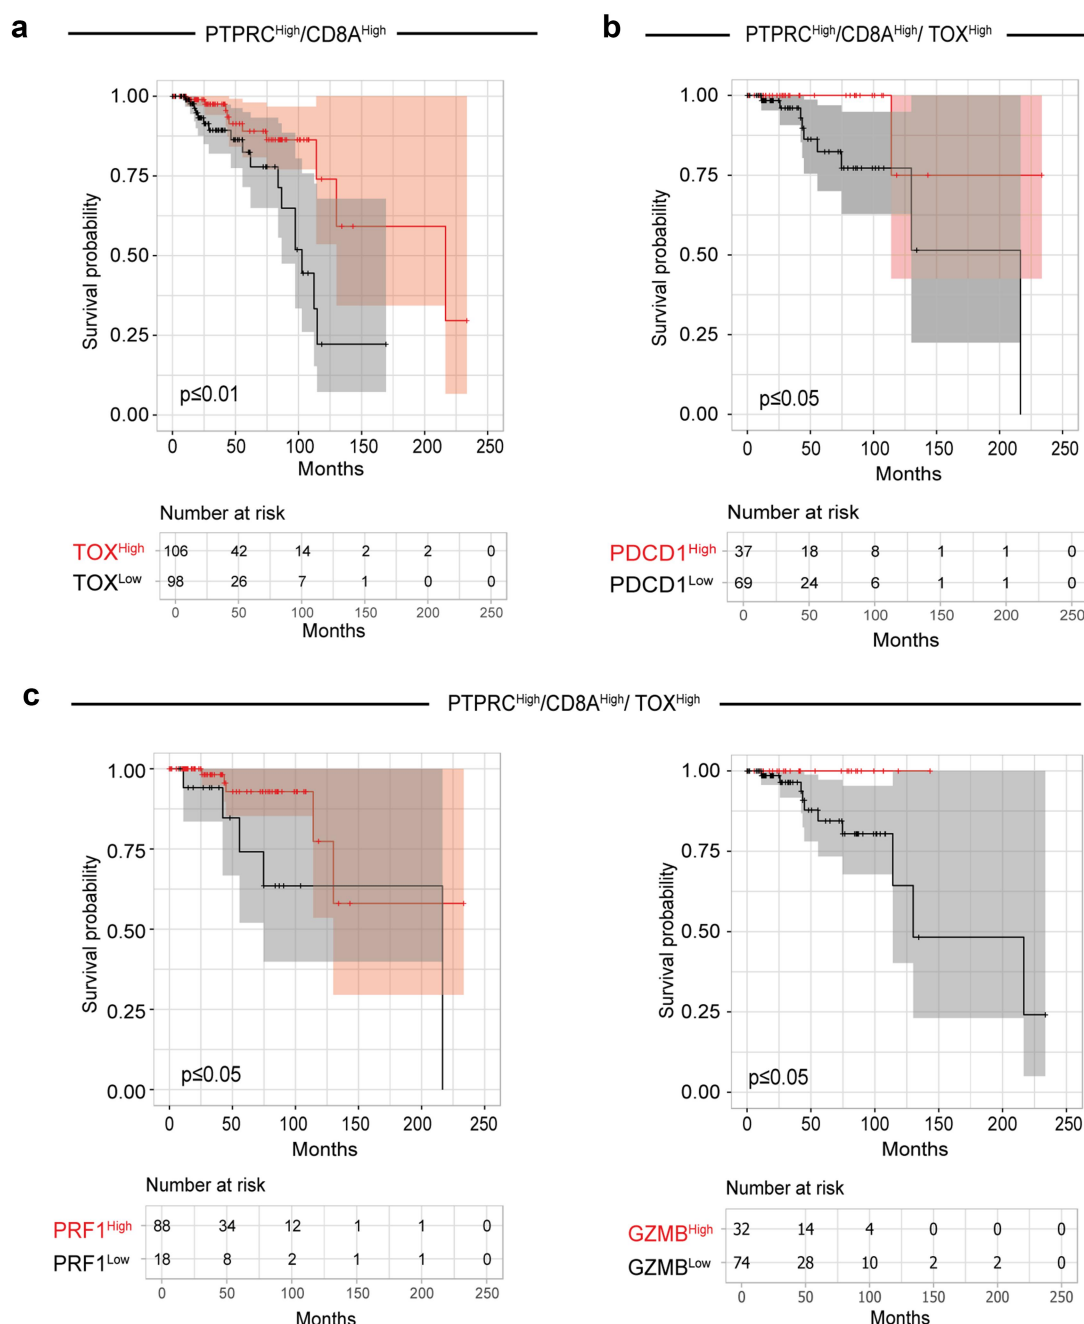 a
PTPRCHigh/CD8AHigh
Survival probability
1.00
0.75
0.50
0.25
0.00
p≤0.01
0 50 100 150 200 250
Months
Number at risk
TOXHigh 106 42 14 2 2 0
TOXLow 98 26 7 1 0 0
0 50 100 150 200 250
Months
b
PTPRCHigh/CD8AHigh/ TOXHigh
Survival probability
1.00
0.75
0.50
0.25
0.00
p≤0.05
0 50 100 150 200 250
Months
Number at risk
PDCD1High 37 18 8 1 1 0
PDCD1Low 69 24 6 1 1 0
0 50 100 150 200 250
Months
c
PTPRCHigh/CD8AHigh/ TOXHigh
Survival probability
1.00
0.75
0.50
0.25
0.00
p≤0.05
0 50 100 150 200 250
Months
Number at risk
PRF1High 88 34 12 1 1 0
PRF1Low 18 8 2 1 1 0
0 50 100 150 200 250
Months
Survival probability
1.00
0.75
0.50
0.25
0.00
p≤0.05
0 50 100 150 200 250
Months
Number at risk
GZMBHigh 32 14 4 0 0 0
GZMBLow 74 28 10 2 2 0
0 50 100 150 200 250
Months